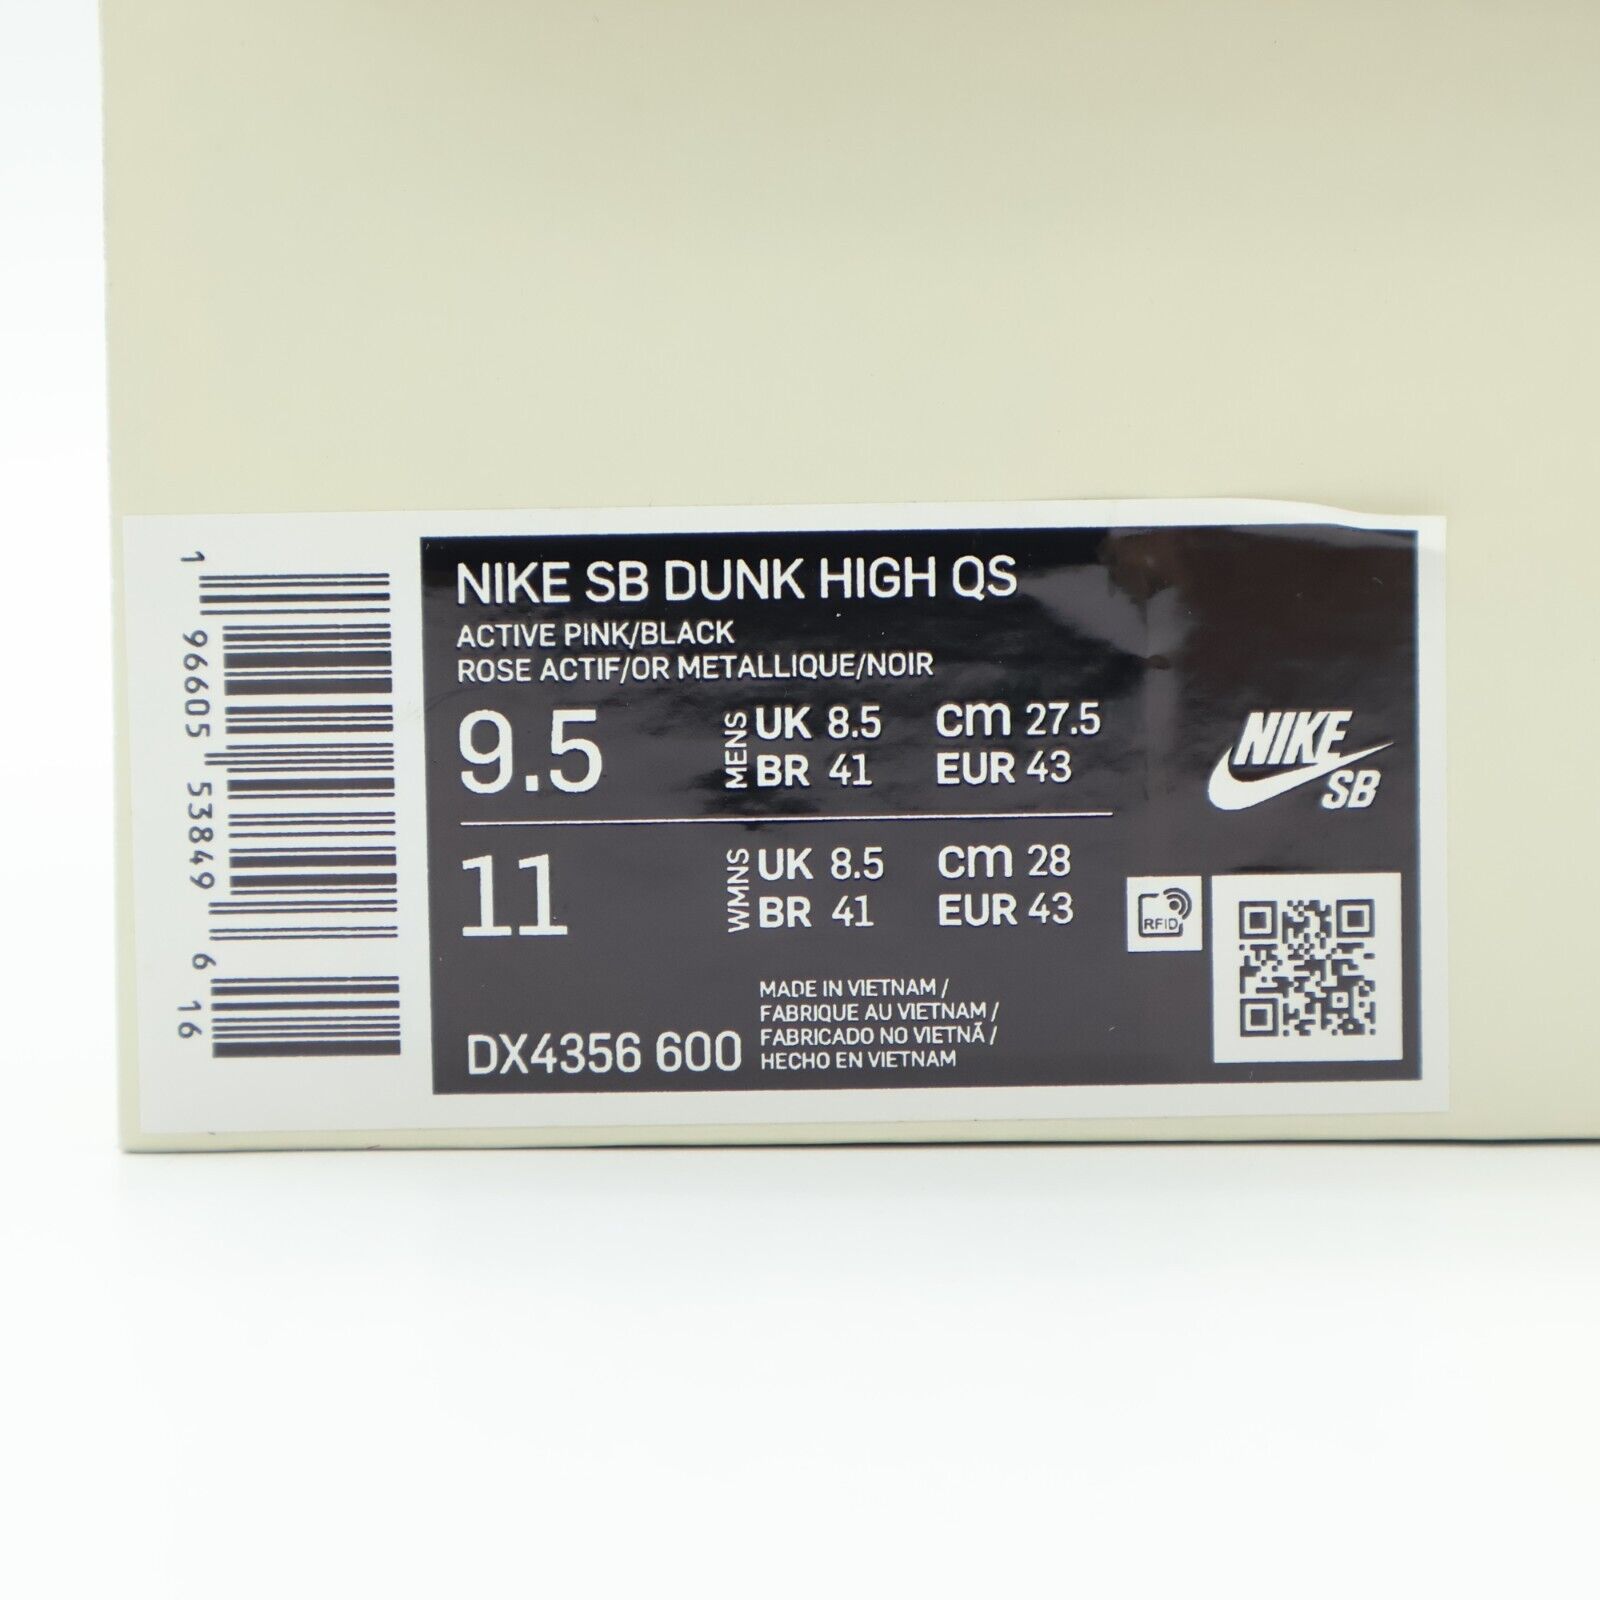 NIKE SB DUNK HIGH QS
ACTIVE PINK/BLACK
ROSE ACTIF/OR METALLIQUE/NOIR
9.5 MENS UK 8.5 cm 27.5
BR 41 EUR 43
11 WMNS UK 8.5 cm 28
BR 41 EUR 43
NIKE
SB
RFID
DX4356 600
MADE IN VIETNAM /
FABRIQUE AU VIETNAM /
FABRICADO NO VIETNÃ /
HECHO EN VIETNAM
1 96605 53849 6 16